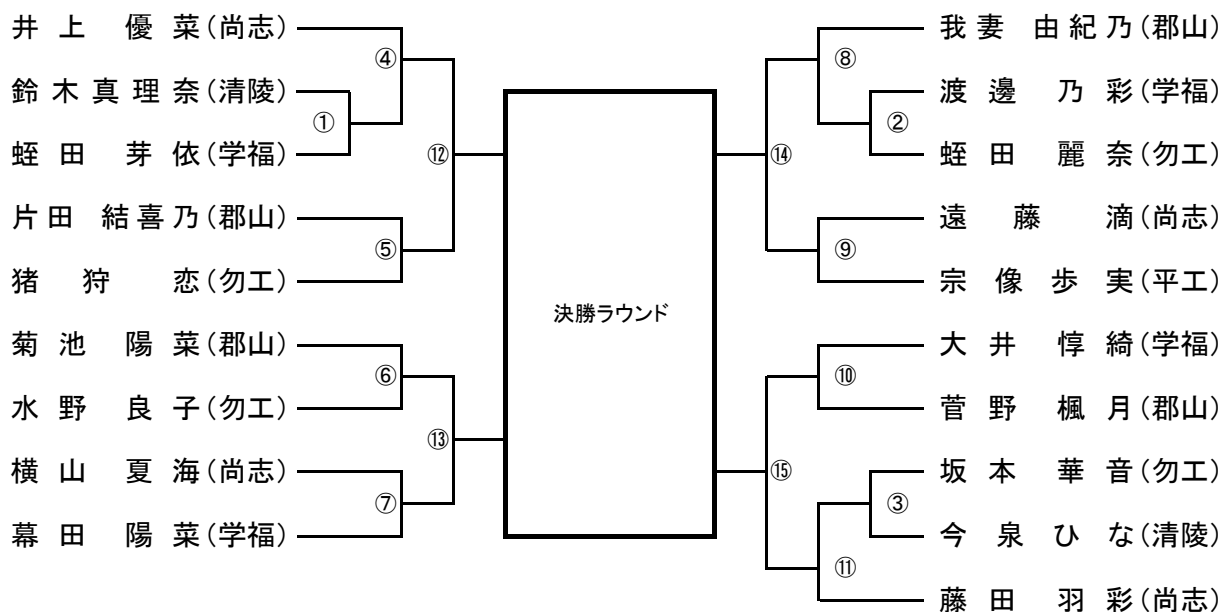 井上 優菜(尚志)
④
鈴木真理奈(清陵)
①
蛭田 芽依(学福)
⑫
片田 結喜乃(郡山)
⑤
猪狩 恋(勿工)
菊池 陽菜(郡山)
⑥
水野 良子(勿工)
⑬
横山 夏海(尚志)
⑦
幕田 陽菜(学福)
決勝ラウンド
我妻 由紀乃(郡山)
⑧
渡邊 乃彩(学福)
②
蛭田 麗奈(勿工)
⑭
遠藤 滴(尚志)
⑨
宗像歩実(平工)
大井 惇綺(学福)
⑩
菅野 楓月(郡山)
⑮
坂本 華音(勿工)
③
今泉ひな(清陵)
⑪
藤田 羽彩(尚志)